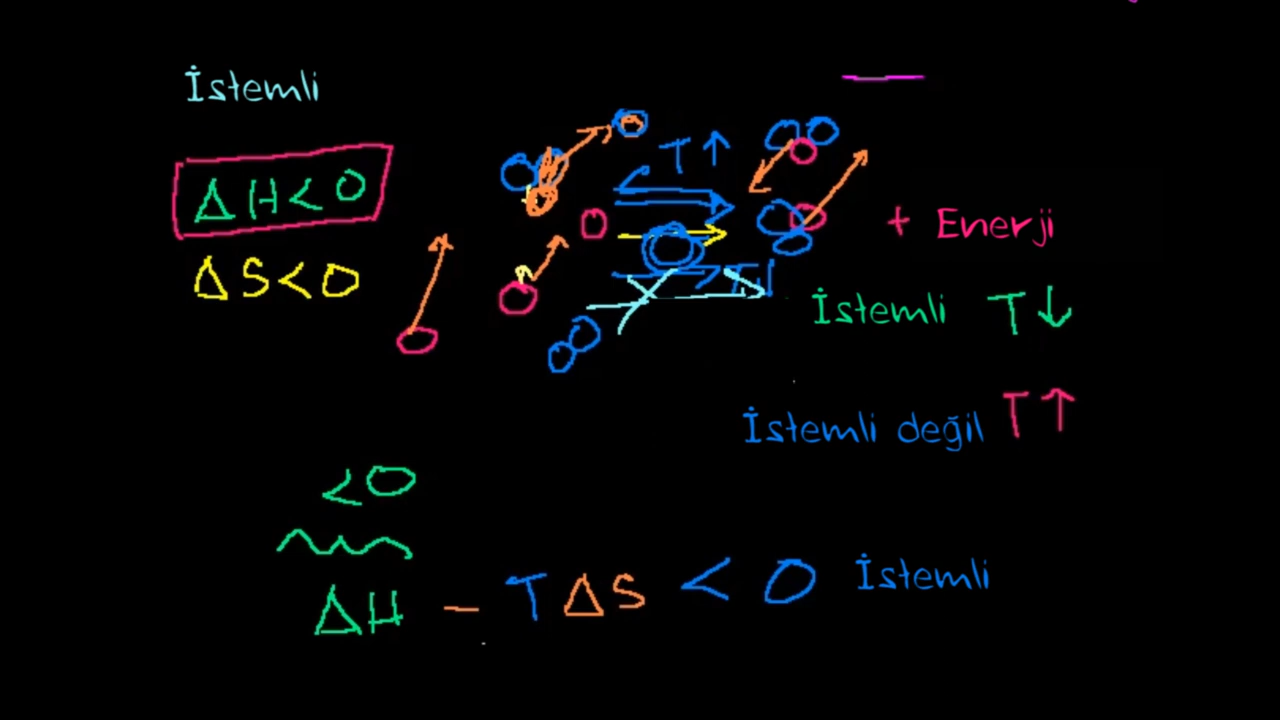 İstemli
ΔH<0
ΔS<0
T↑
+ Enerji
İstemli T↓
İstemli değil T↑
<0
ΔH - TΔS < 0 İstemli